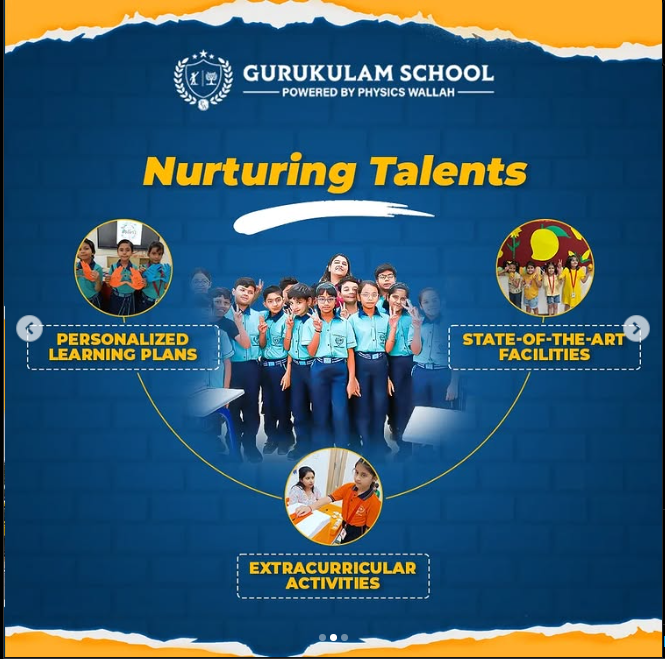 GURUKULAM SCHOOL
POWERED BY PHYSICS WALLAH
Nurturing Talents
PERSONALIZED
LEARNING PLANS
STATE-OF-THE-ART
FACILITIES
EXTRACURRICULAR
ACTIVITIES